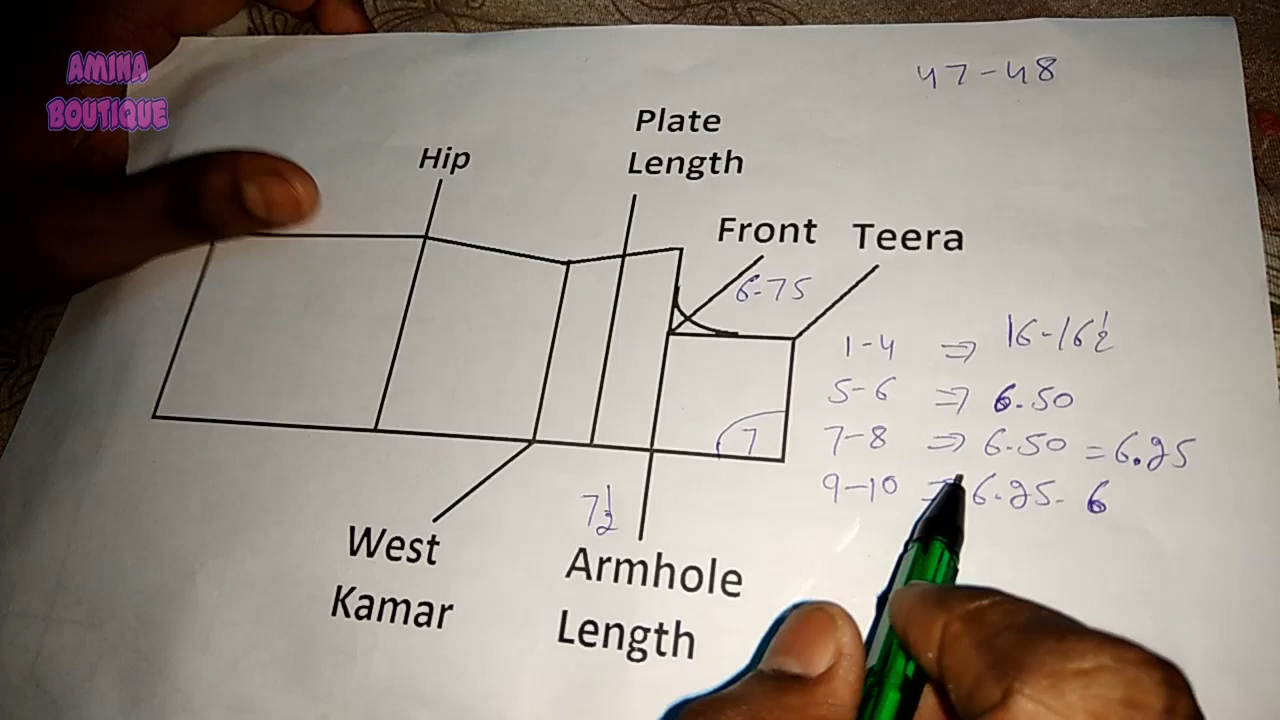 AMINA
BOUTIQUE
47-48
Plate
Length
Hip
Front
Teera
6.75
1-4 ⇒ 16-16½
5-6 ⇒ 6.50
7-8 ⇒ 6.50 = 6.25
9-10 ⇒ 6.25 - 6
7
7½
West
Kamar
Armhole
Length